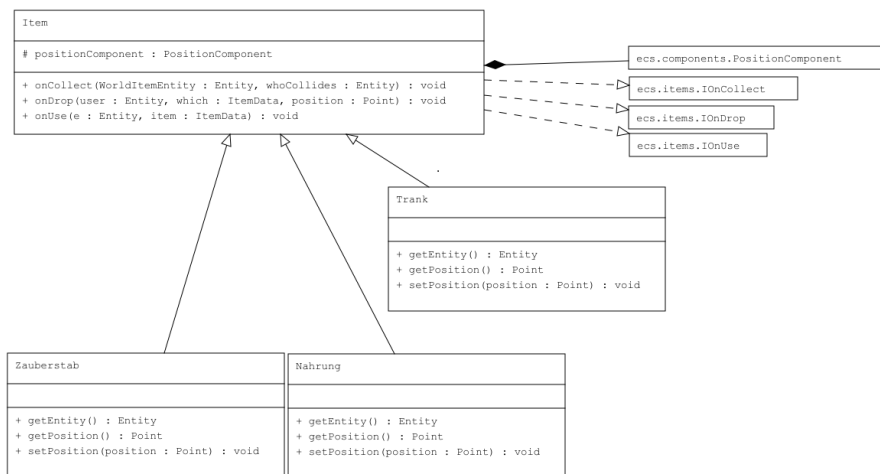 Item
# positionComponent : PositionComponent
+ onCollect(WorldItemEntity : Entity, whoCollides : Entity) : void
+ onDrop(user : Entity, which : ItemData, position : Point) : void
+ onUse(e : Entity, item : ItemData) : void
ecs.components.PositionComponent
ecs.items.IOnCollect
ecs.items.IOnDrop
ecs.items.IOnUse
Trank
+ getEntity() : Entity
+ getPosition() : Point
+ setPosition(position : Point) : void
Zauberstab
+ getEntity() : Entity
+ getPosition() : Point
+ setPosition(position : Point) : void
Nahrung
+ getEntity() : Entity
+ getPosition() : Point
+ setPosition(position : Point) : void